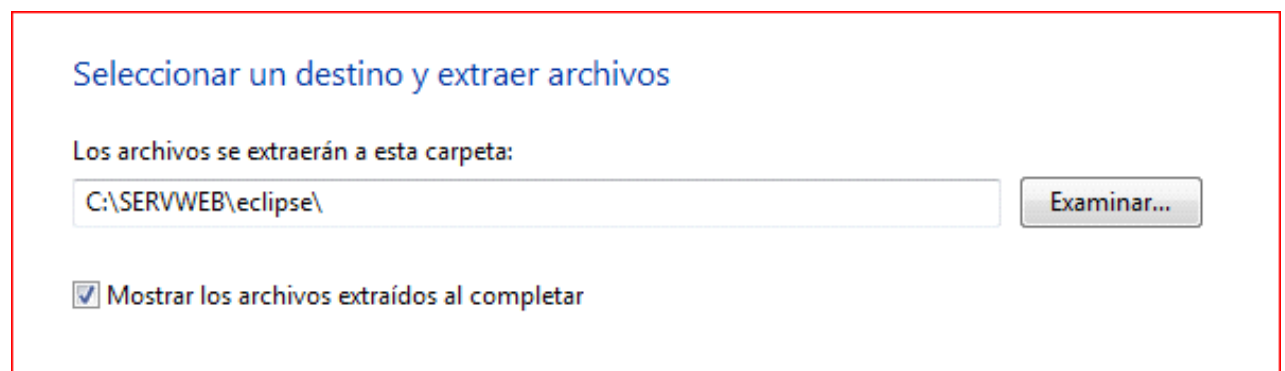 Seleccionar un destino y extraer archivos
Los archivos se extraerán a esta carpeta:
C:\SERVWEB\eclipse\
Examinar...
Mostrar los archivos extraídos al completar